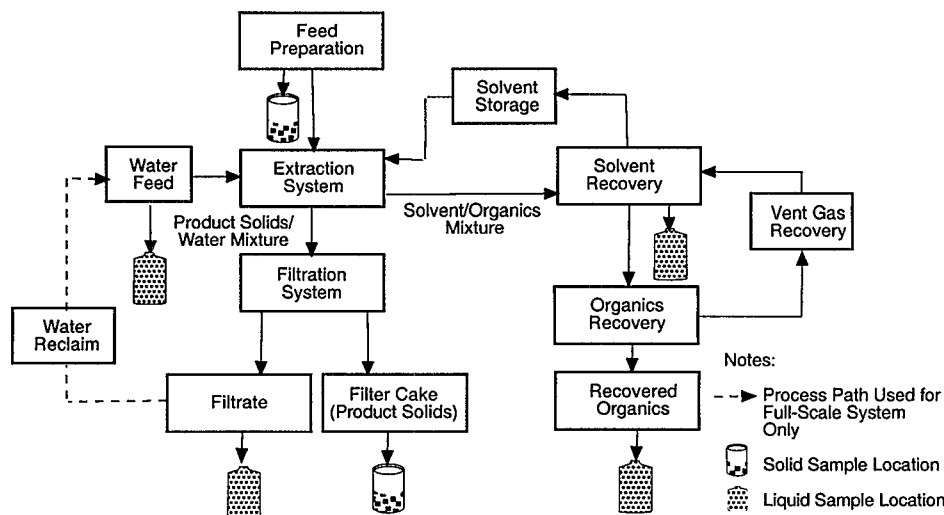 Feed
Preparation
Solvent
Storage
Water
Feed
Extraction
System
Solvent
Recovery
Product Solids/
Water Mixture
Solvent/Organics
Mixture
Vent Gas
Recovery
Filtration
System
Organics
Recovery
Water
Reclaim
Filtrate
Filter Cake
(Product Solids)
Recovered
Organics
Notes:
Process Path Used for
Full-Scale System
Only
Solid Sample Location
Liquid Sample Location